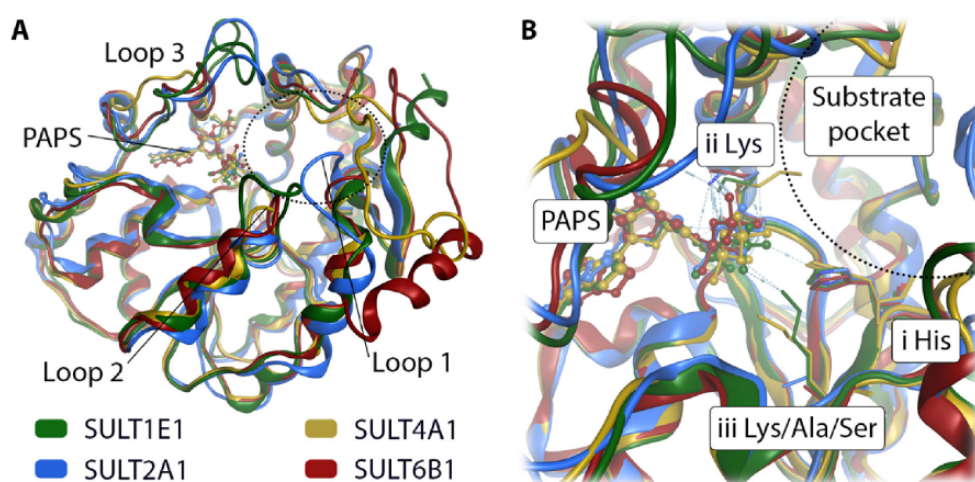 A
Loop 3
PAPS
Loop 2
Loop 1
SULT1E1
SULT4A1
SULT2A1
SULT6B1
B
Substrate
pocket
ii Lys
PAPS
i His
iii Lys/Ala/Ser